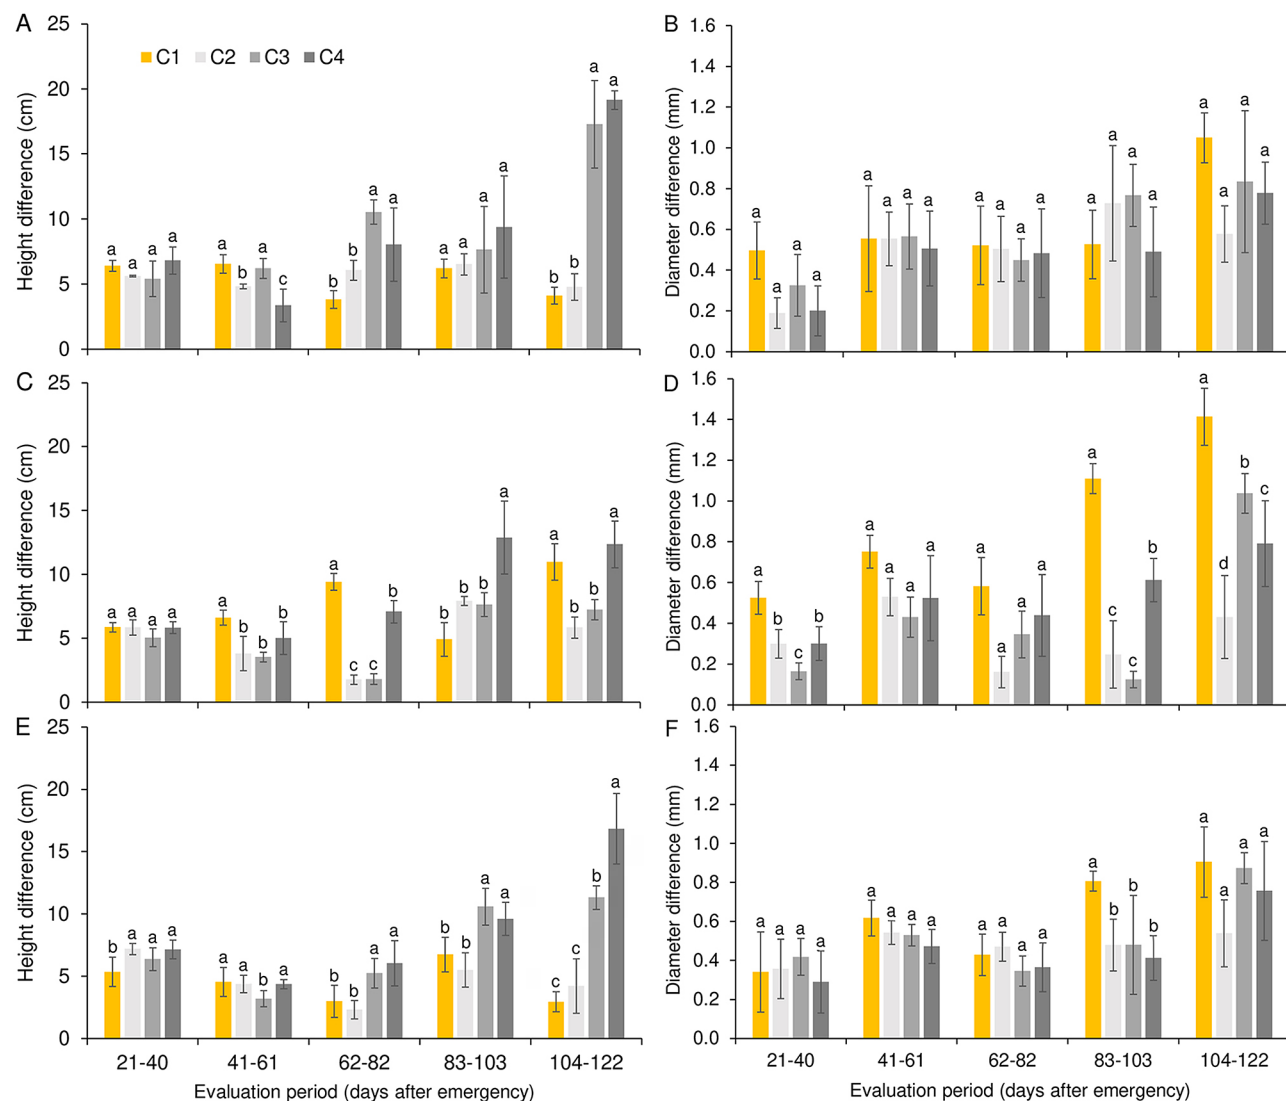 A
25
20
15
10
5
0
Height difference (cm)
C1 C2 C3 C4
a a a a
a b a c
b b a a
a a a a
b b a a
B
1.6
1.4
1.2
1.0
0.8
0.6
0.4
0.2
0.0
Diameter difference (mm)
a a a a
a a a a
a a a a
a a a a
a a a a
C
25
20
15
10
5
0
Height difference (cm)
a a a a
a b b b
a c c b
a b b a
a b b a
D
1.6
1.4
1.2
1.0
0.8
0.6
0.4
0.2
0.0
Diameter difference (mm)
a b c b
a a a a
a a a a
a c c b
a d b c
E
25
20
15
10
5
0
Height difference (cm)
b a a a
a a b a
b b a a
b b a a
c c b a
21-40 41-61 62-82 83-103 104-122
Evaluation period (days after emergency)
F
1.6
1.4
1.2
1.0
0.8
0.6
0.4
0.2
0.0
Diameter difference (mm)
a a a a
a a a a
a a a a
a b b b
a a a a
21-40 41-61 62-82 83-103 104-122
Evaluation period (days after emergency)